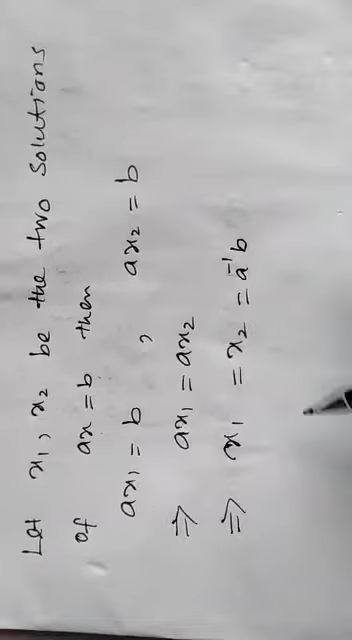 Let x₁, x₂ be the two solutions
of ax = b then
ax₁ = b , ax₂ = b
⇒ ax₁ = ax₂
⇒ x₁ = x₂ = a⁻¹b